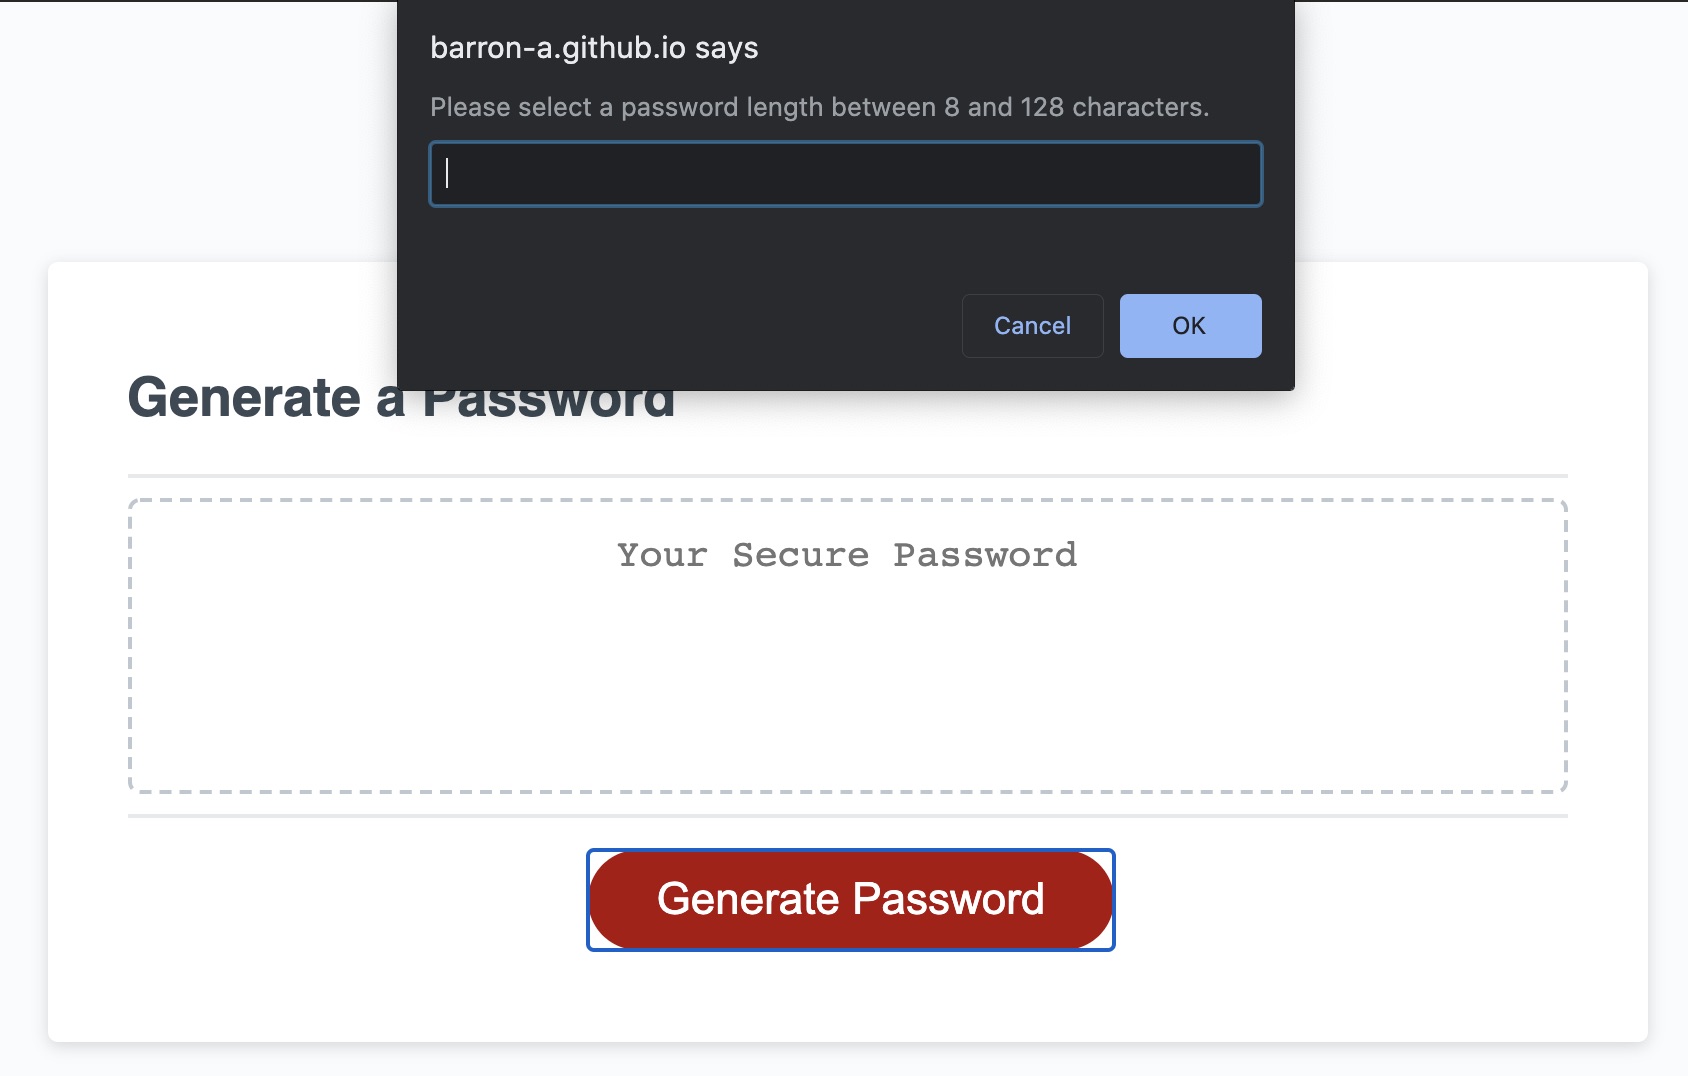 barron-a.github.io says
Please select a password length between 8 and 128 characters.
Cancel
OK
Generate a Password
Your Secure Password
Generate Password